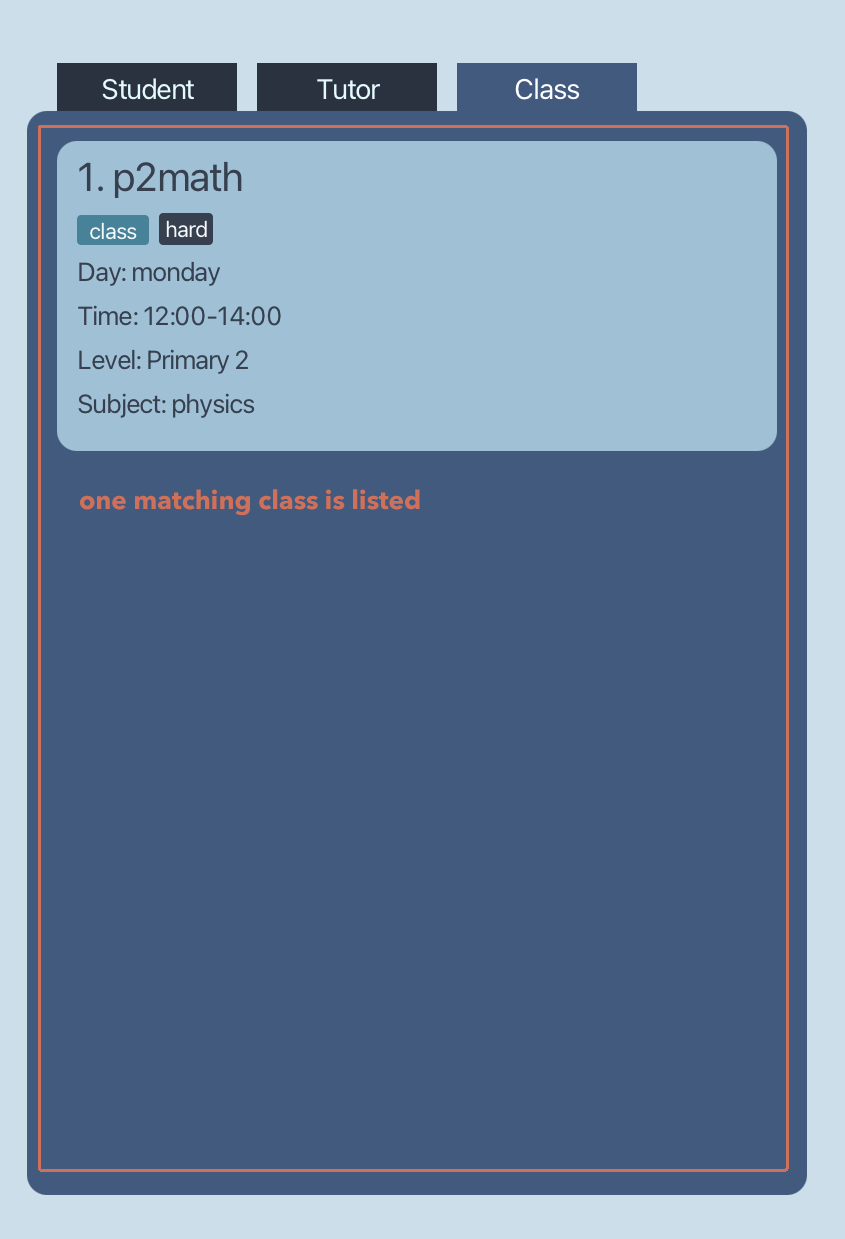 Student Tutor Class
1. p2math
class hard
Day: monday
Time: 12:00-14:00
Level: Primary 2
Subject: physics
one matching class is listed